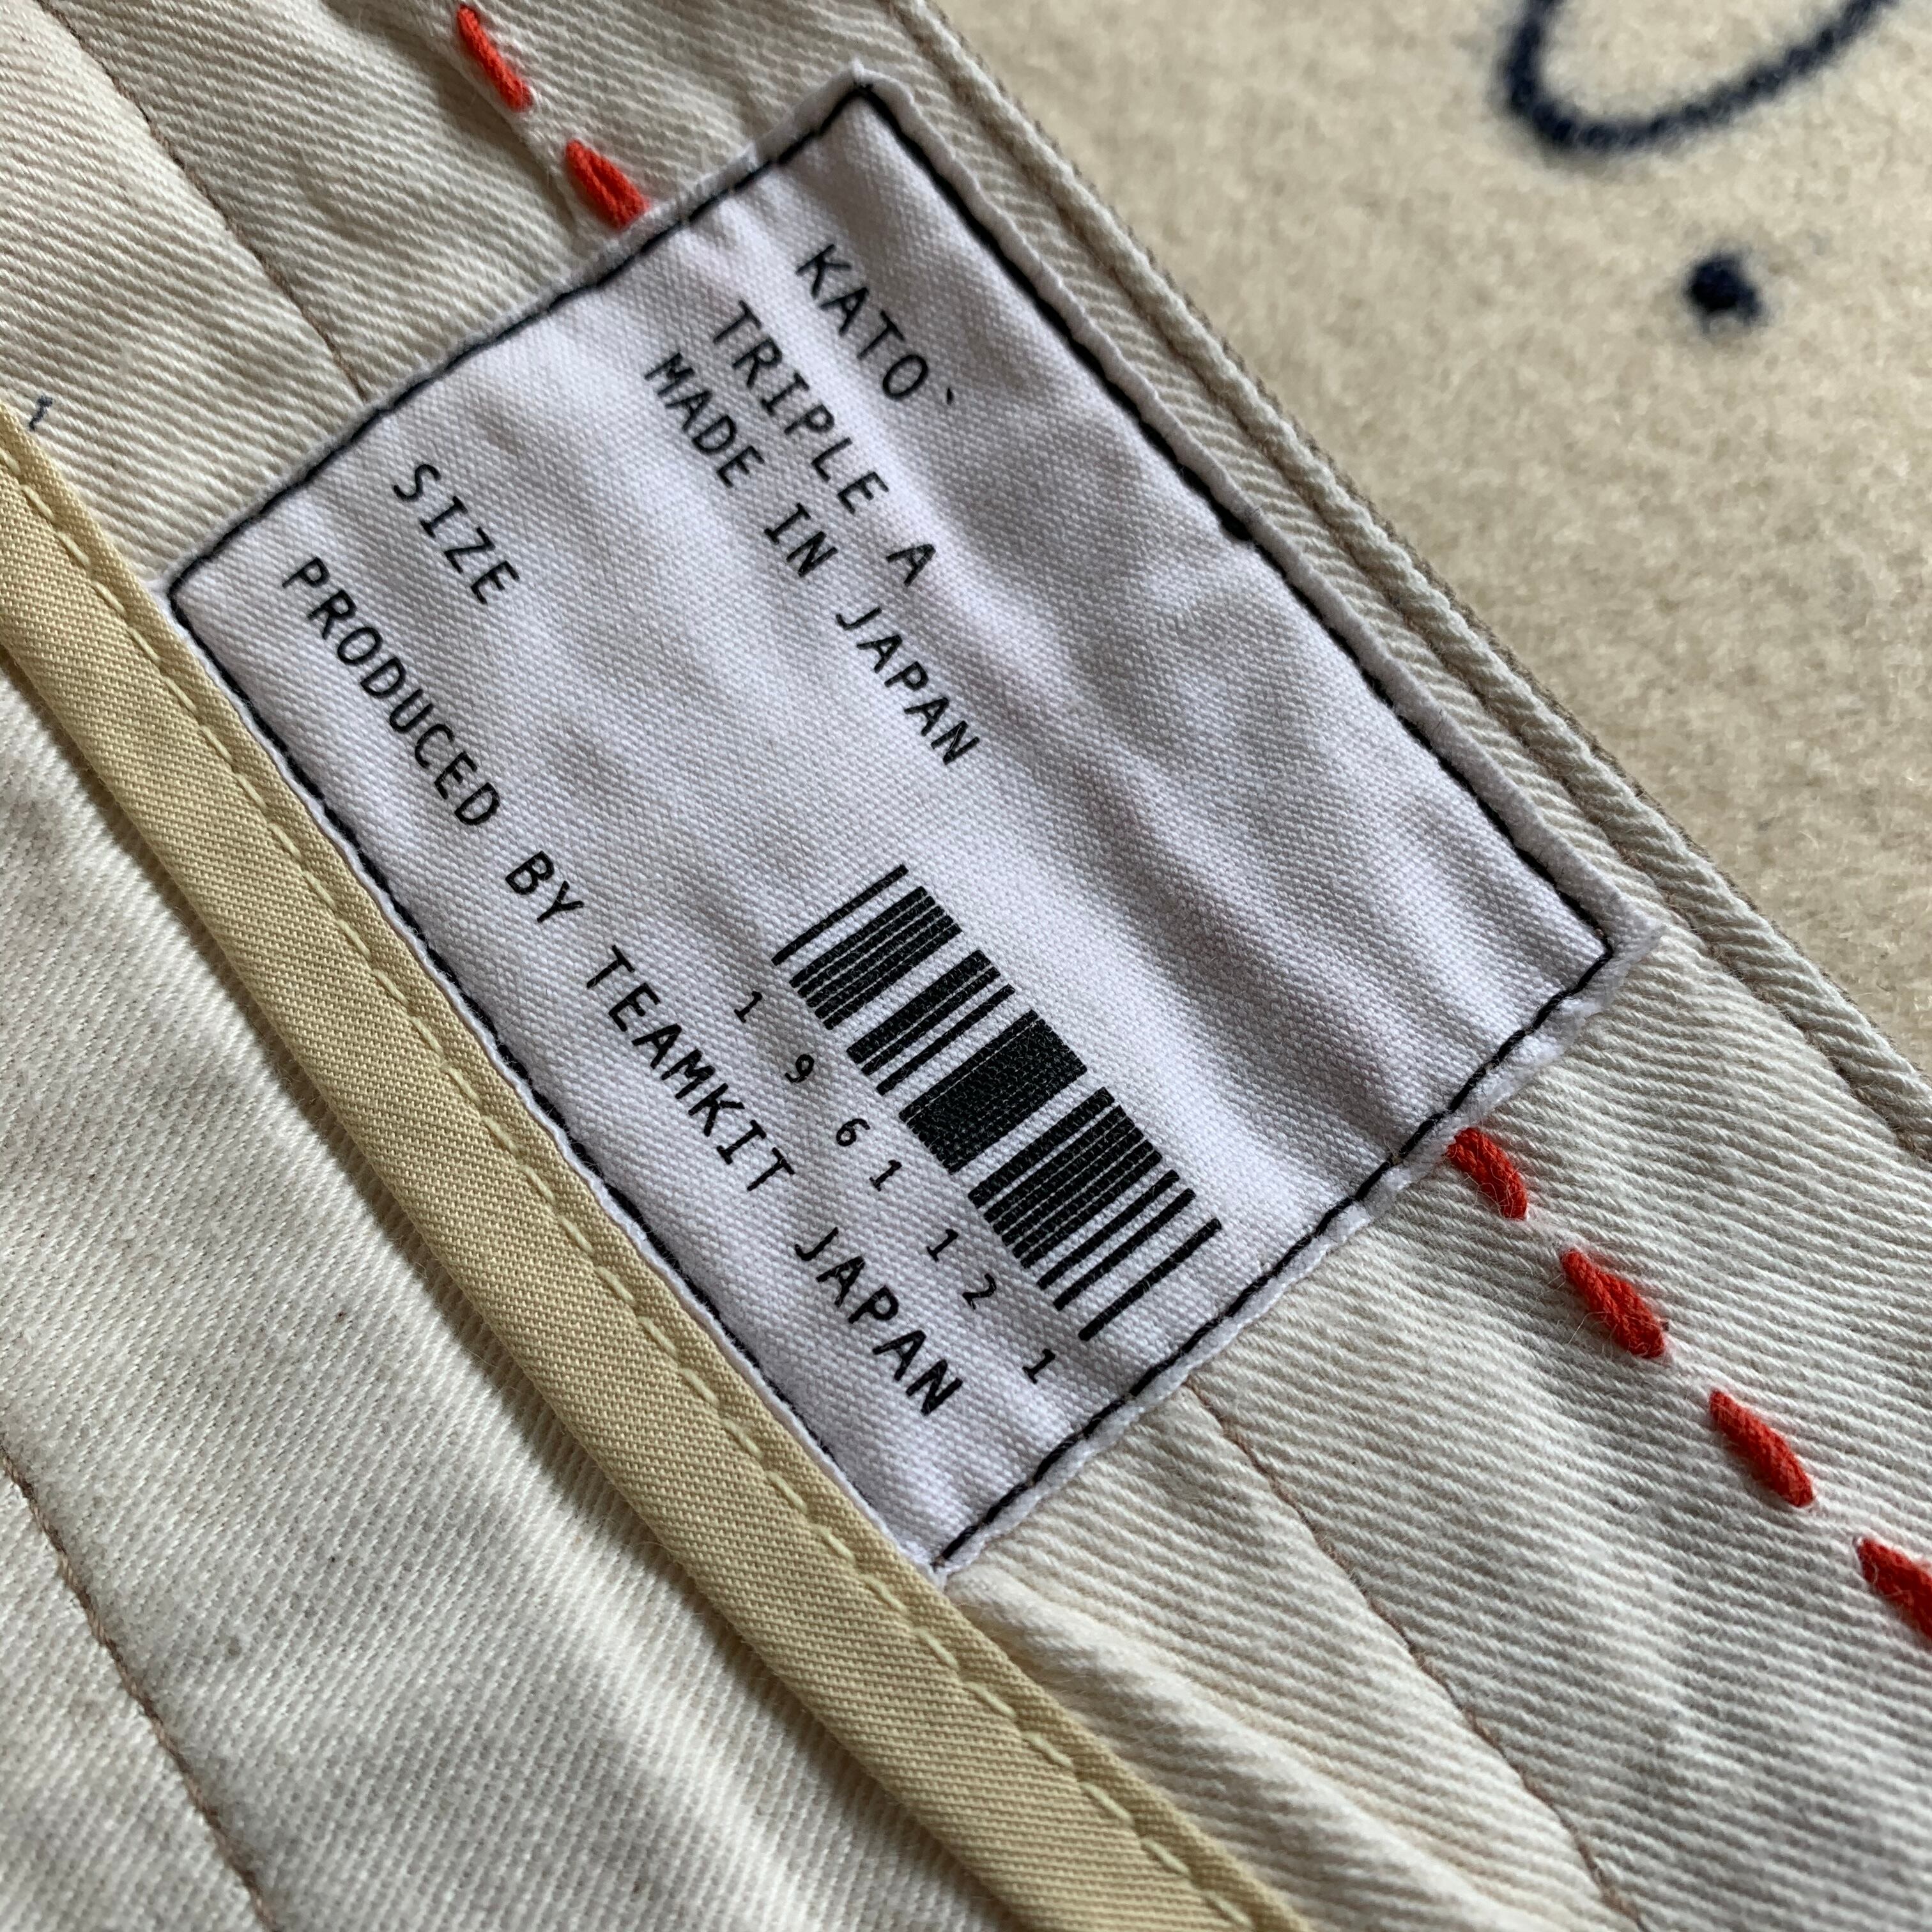 KATO`
TRIPLE A
MADE IN JAPAN
1 9 6 1 1 2 1
SIZE
PRODUCED BY TEAMKIT JAPAN